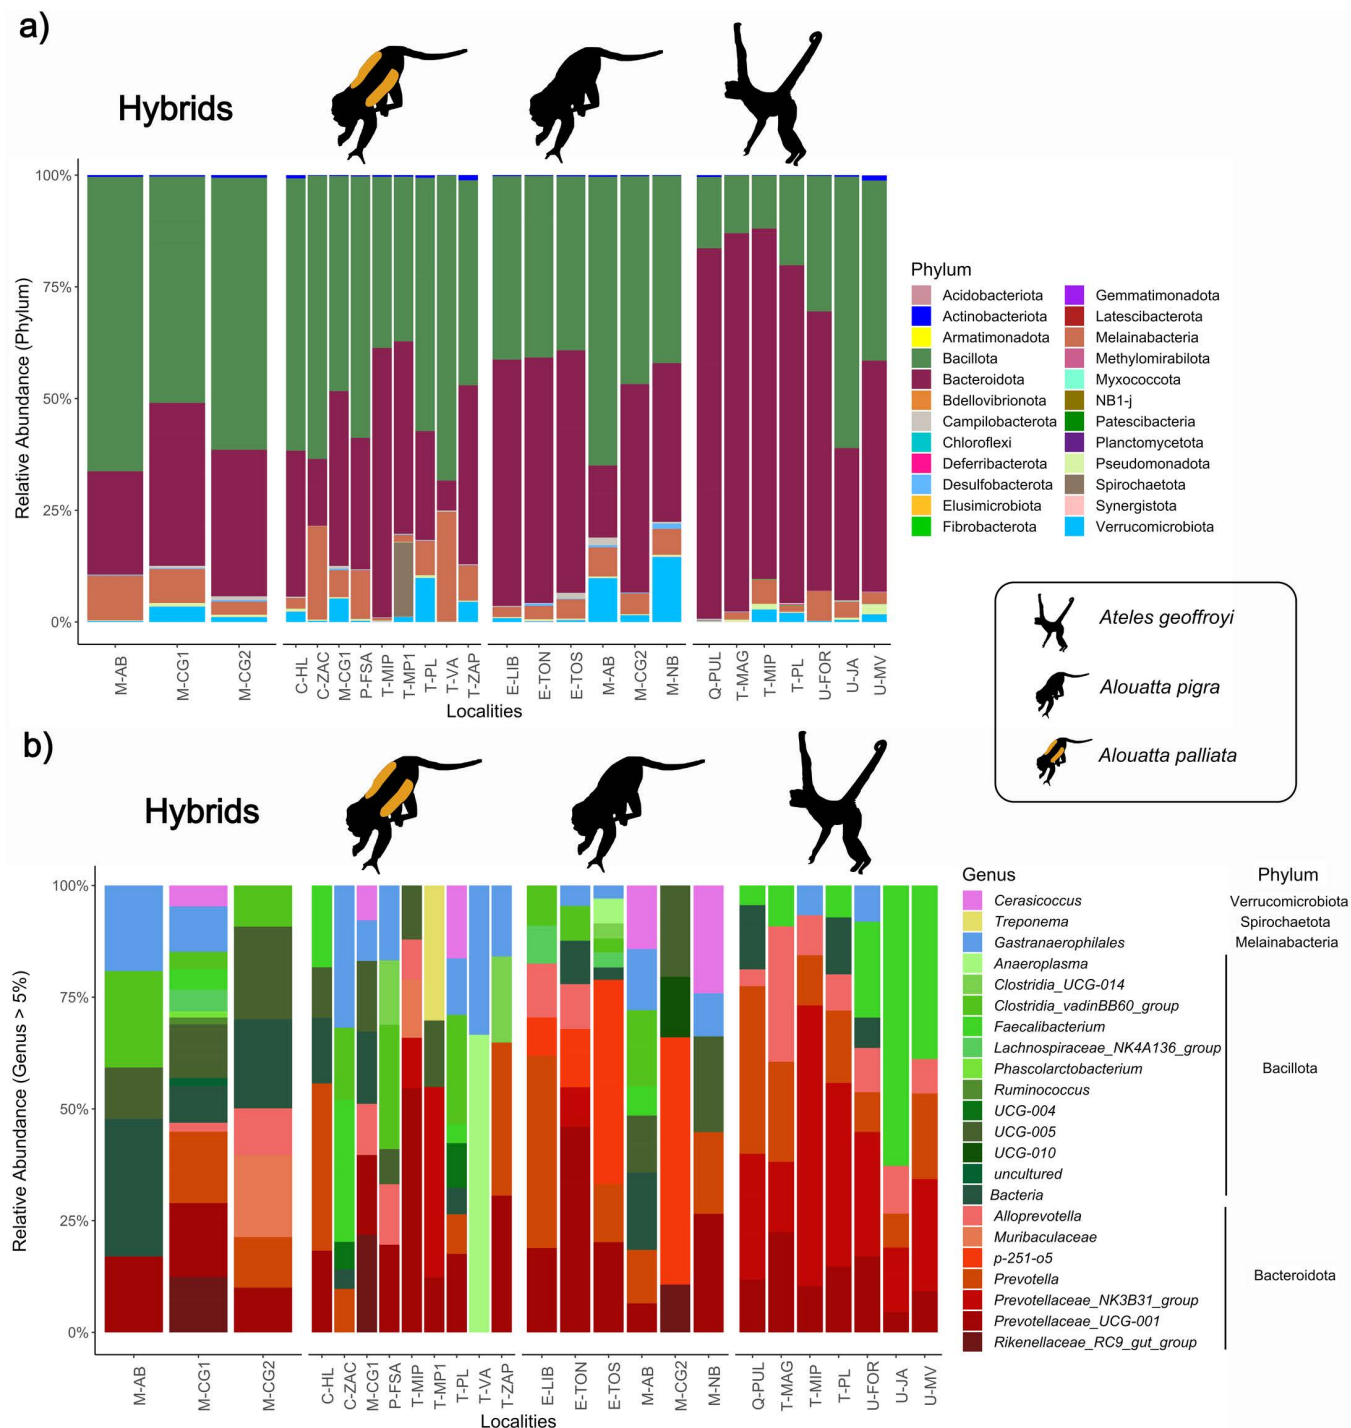 a)
Hybrids
Relative Abundance (Phylum)
100%
75%
50%
25%
0%
M-AB
M-CG1
M-CG2
C-HL
C-ZAC
M-CG1
P-FSA
T-MIP
T-MP1
T-PL
T-VA
T-ZAP
E-LIB
E-TON
E-TOS
M-AB
M-CG2
M-NB
Q-PUL
T-MAG
T-MIP
T-PL
U-FOR
U-JA
U-MV
Localities
Phylum
Acidobacteriota
Actinobacteriota
Armatimonadota
Bacillota
Bacteroidota
Bdellovibrionota
Campilobacterota
Chloroflexi
Deferribacterota
Desulfobacterota
Elusimicrobiota
Fibrobacterota
Gemmatimonadota
Latescibacterota
Melainabacteria
Methylomirabilota
Myxococcota
NB1-j
Patescibacteria
Planctomycetota
Pseudomonadota
Spirochaetota
Synergistota
Verrucomicrobiota
Ateles geoffroyi
Alouatta pigra
Alouatta palliata
b)
Hybrids
Relative Abundance (Genus > 5%)
100%
75%
50%
25%
0%
M-AB
M-CG1
M-CG2
C-HL
C-ZAC
M-CG1
P-FSA
T-MIP
T-MP1
T-PL
T-VA
T-ZAP
E-LIB
E-TON
E-TOS
M-AB
M-CG2
M-NB
Q-PUL
T-MAG
T-MIP
T-PL
U-FOR
U-JA
U-MV
Localities
Genus
Cerasicoccus
Treponema
Gastranaerophilales
Anaeroplasma
Clostridia_UCG-014
Clostridia_vadinBB60_group
Faecalibacterium
Lachnospiraceae_NK4A136_group
Phascolarctobacterium
Ruminococcus
UCG-004
UCG-005
UCG-010
uncultured
Bacteria
Alloprevotella
Muribaculaceae
p-251-o5
Prevotella
Prevotellaceae_NK3B31_group
Prevotellaceae_UCG-001
Rikenellaceae_RC9_gut_group
Phylum
Verrucomicrobiota
Spirochaetota
Melainabacteria
Bacillota
Bacteroidota